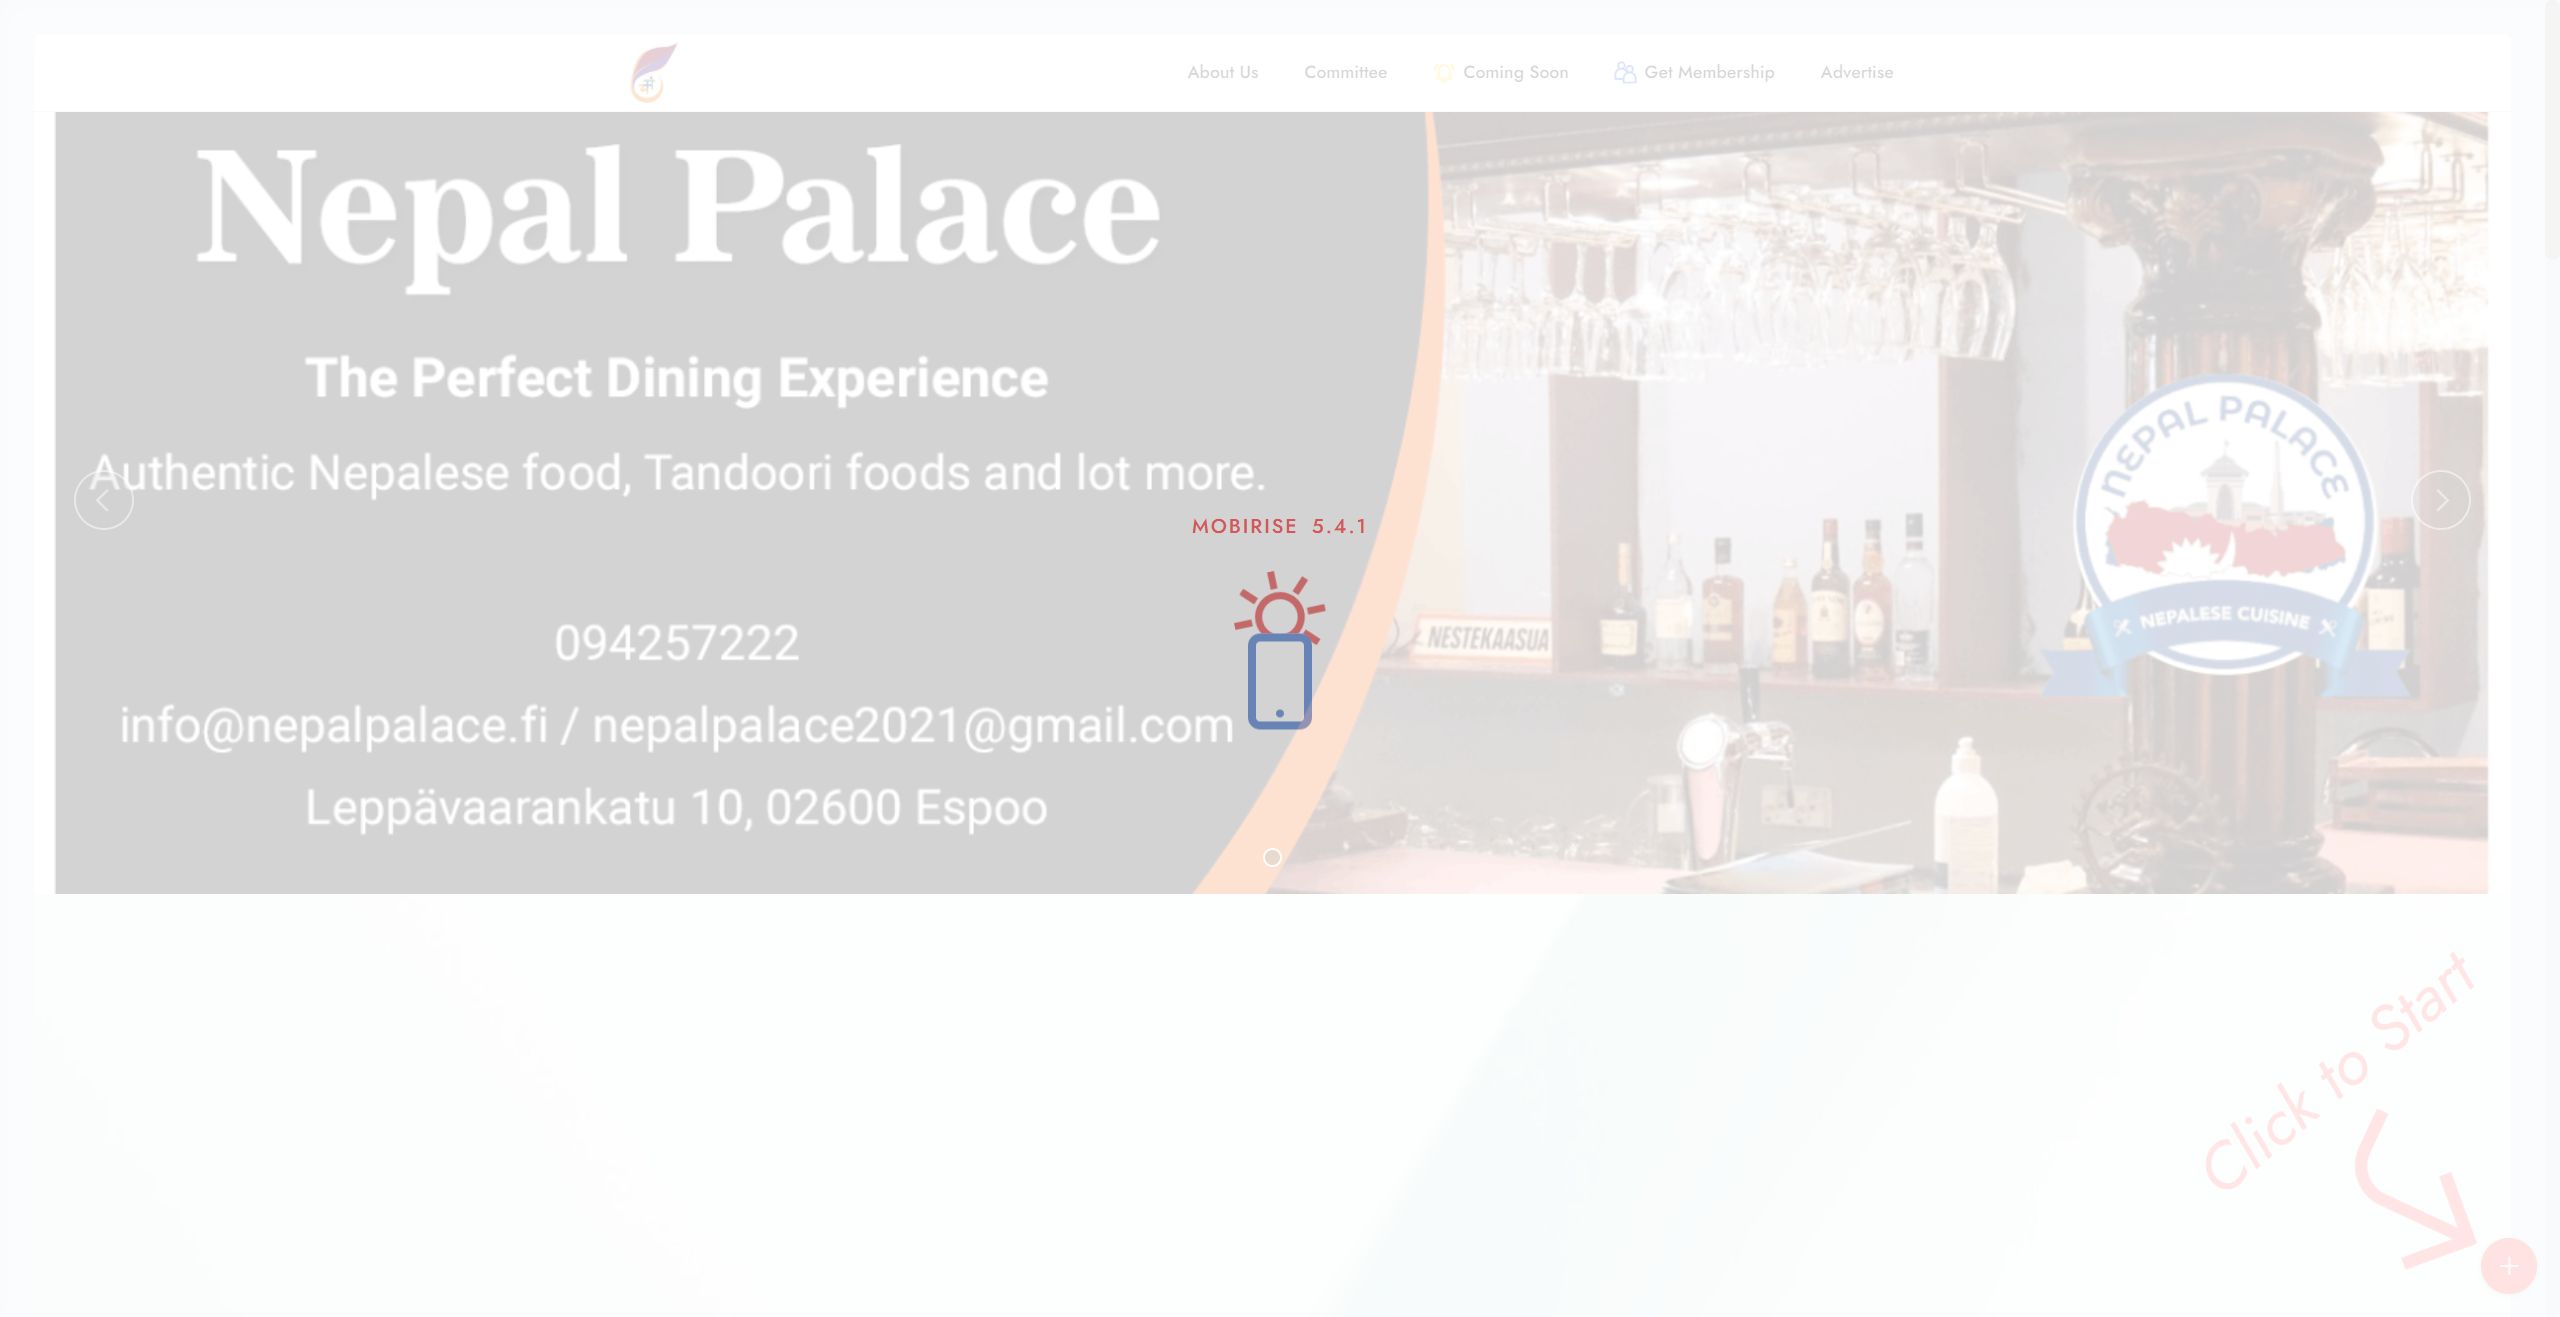 About Us
Committee
Coming Soon
Get Membership
Advertise
Nepal Palace
The Perfect Dining Experience
Authentic Nepalese food, Tandoori foods and lot more.
MOBIRISE 5.4.1
094257222
info@nepalpalace.fi / nepalpalace2021@gmail.com
Leppävaarankatu 10, 02600 Espoo
NESTEKAASUA
NEPAL PALACE
NEPALESE CUISINE
Click to Start